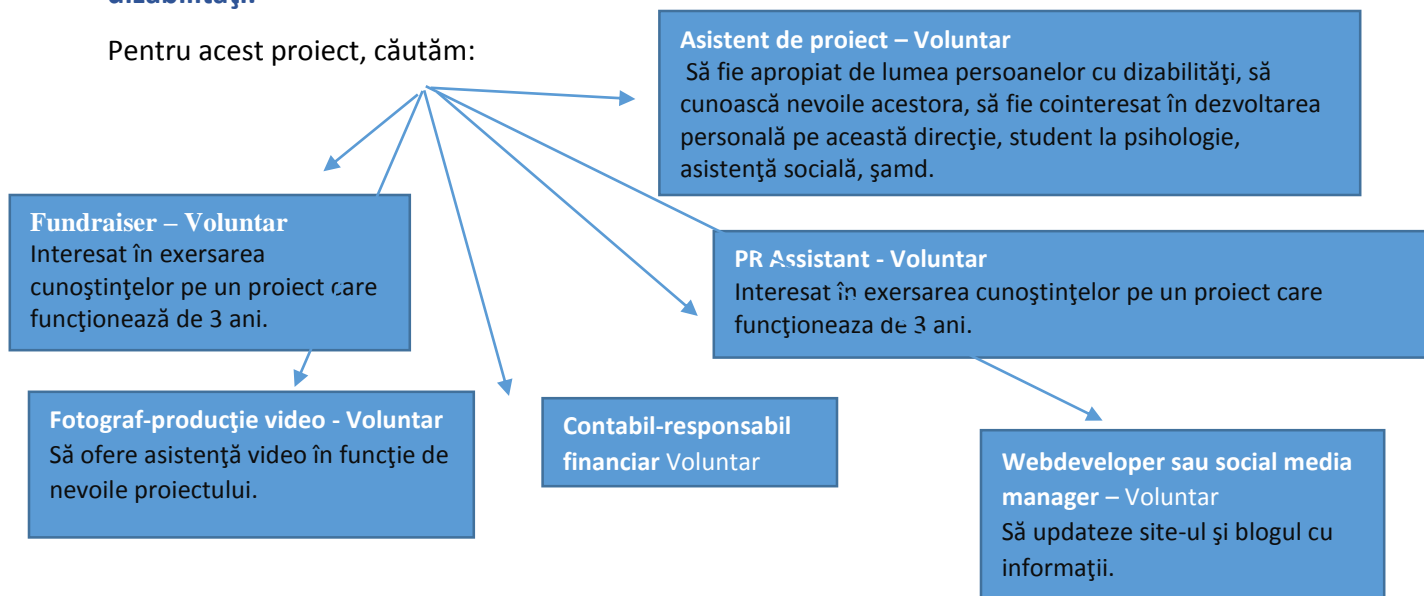 dizabilităţi.
Pentru acest proiect, căutăm:
Asistent de proiect – Voluntar
Să fie apropiat de lumea persoanelor cu dizabilităţi, să
cunoască nevoile acestora, să fie cointeresat în dezvoltarea
personală pe această direcţie, student la psihologie,
asistenţă socială, şamd.
Fundraiser – Voluntar
Interesat în exersarea
cunoştinţelor pe un proiect care
funcţionează de 3 ani.
PR Assistant - Voluntar
Interesat în exersarea cunoştinţelor pe un proiect care
funcţioneaza de 3 ani.
Fotograf-producţie video - Voluntar
Să ofere asistenţă video în funcţie de
nevoile proiectului.
Contabil-responsabil
financiar Voluntar
Webdeveloper sau social media
manager – Voluntar
Să updateze site-ul şi blogul cu
informaţii.